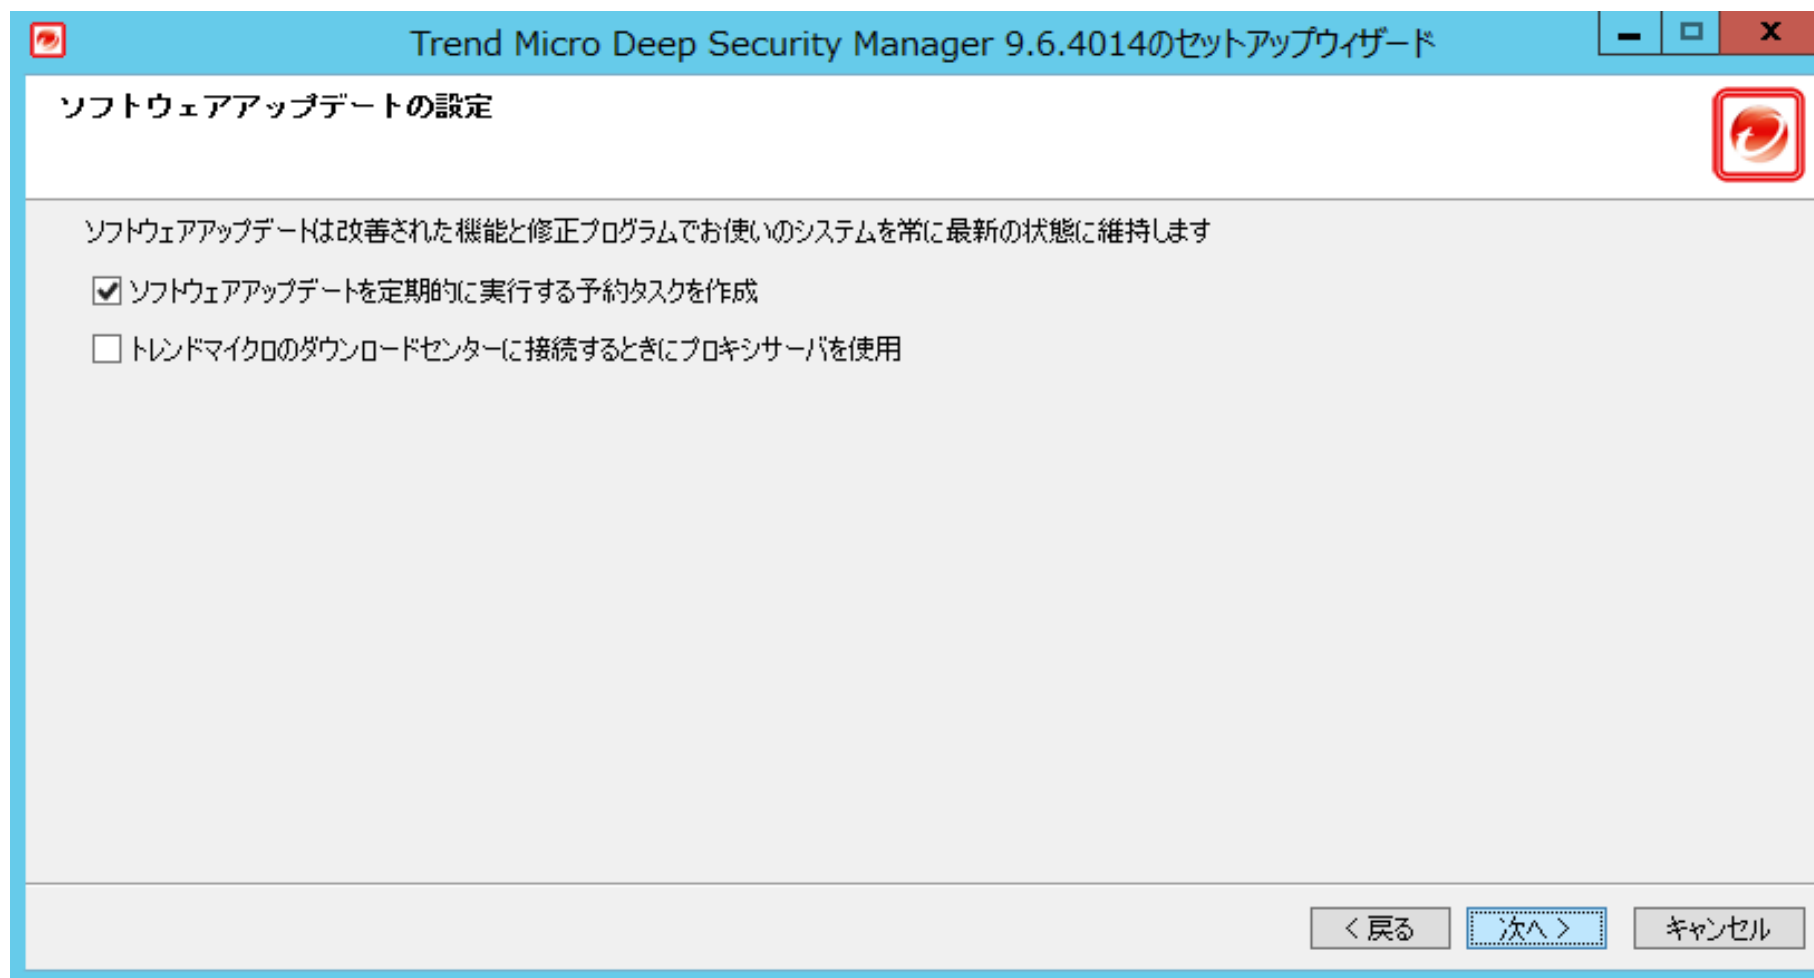 Trend Micro Deep Security Manager 9.6.4014のセットアップウィザード
ソフトウェアアップデートの設定
ソフトウェアアップデートは改善された機能と修正プログラムでお使いのシステムを常に最新の状態に維持します
ソフトウェアアップデートを定期的に実行する予約タスクを作成
トレンドマイクロのダウンロードセンターに接続するときにプロキシサーバを使用
< 戻る 次へ > キャンセル